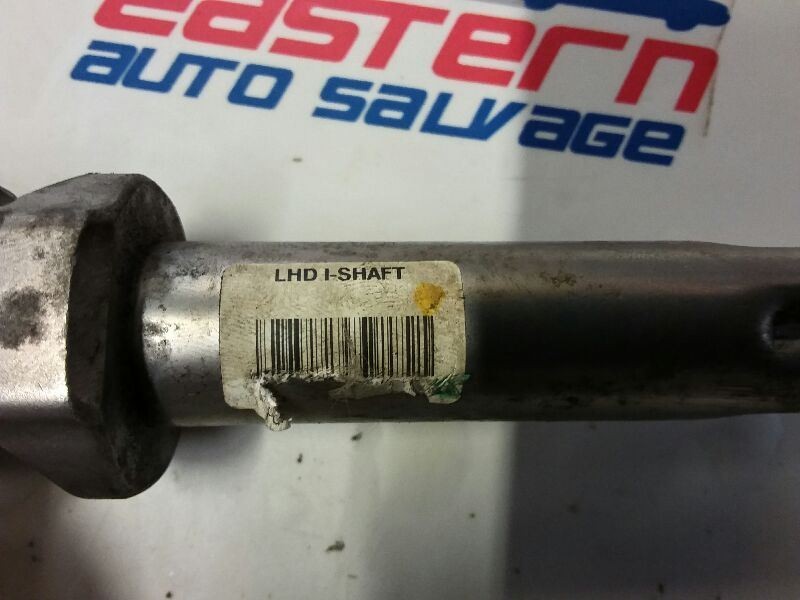 eastern
AUTO SALVAGE
LHD I-SHAFT